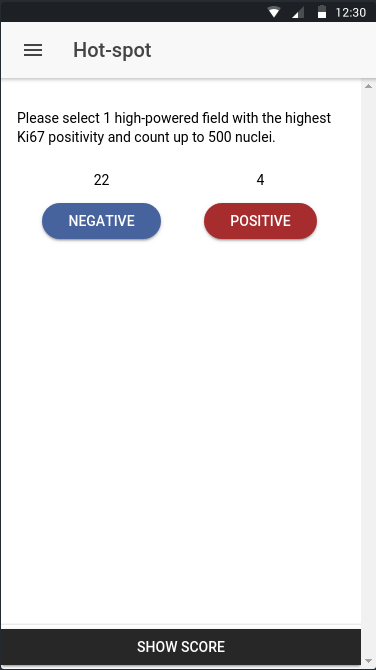 12:30
Hot-spot
Please select 1 high-powered field with the highest
Ki67 positivity and count up to 500 nuclei.
22 4
NEGATIVE POSITIVE
SHOW SCORE